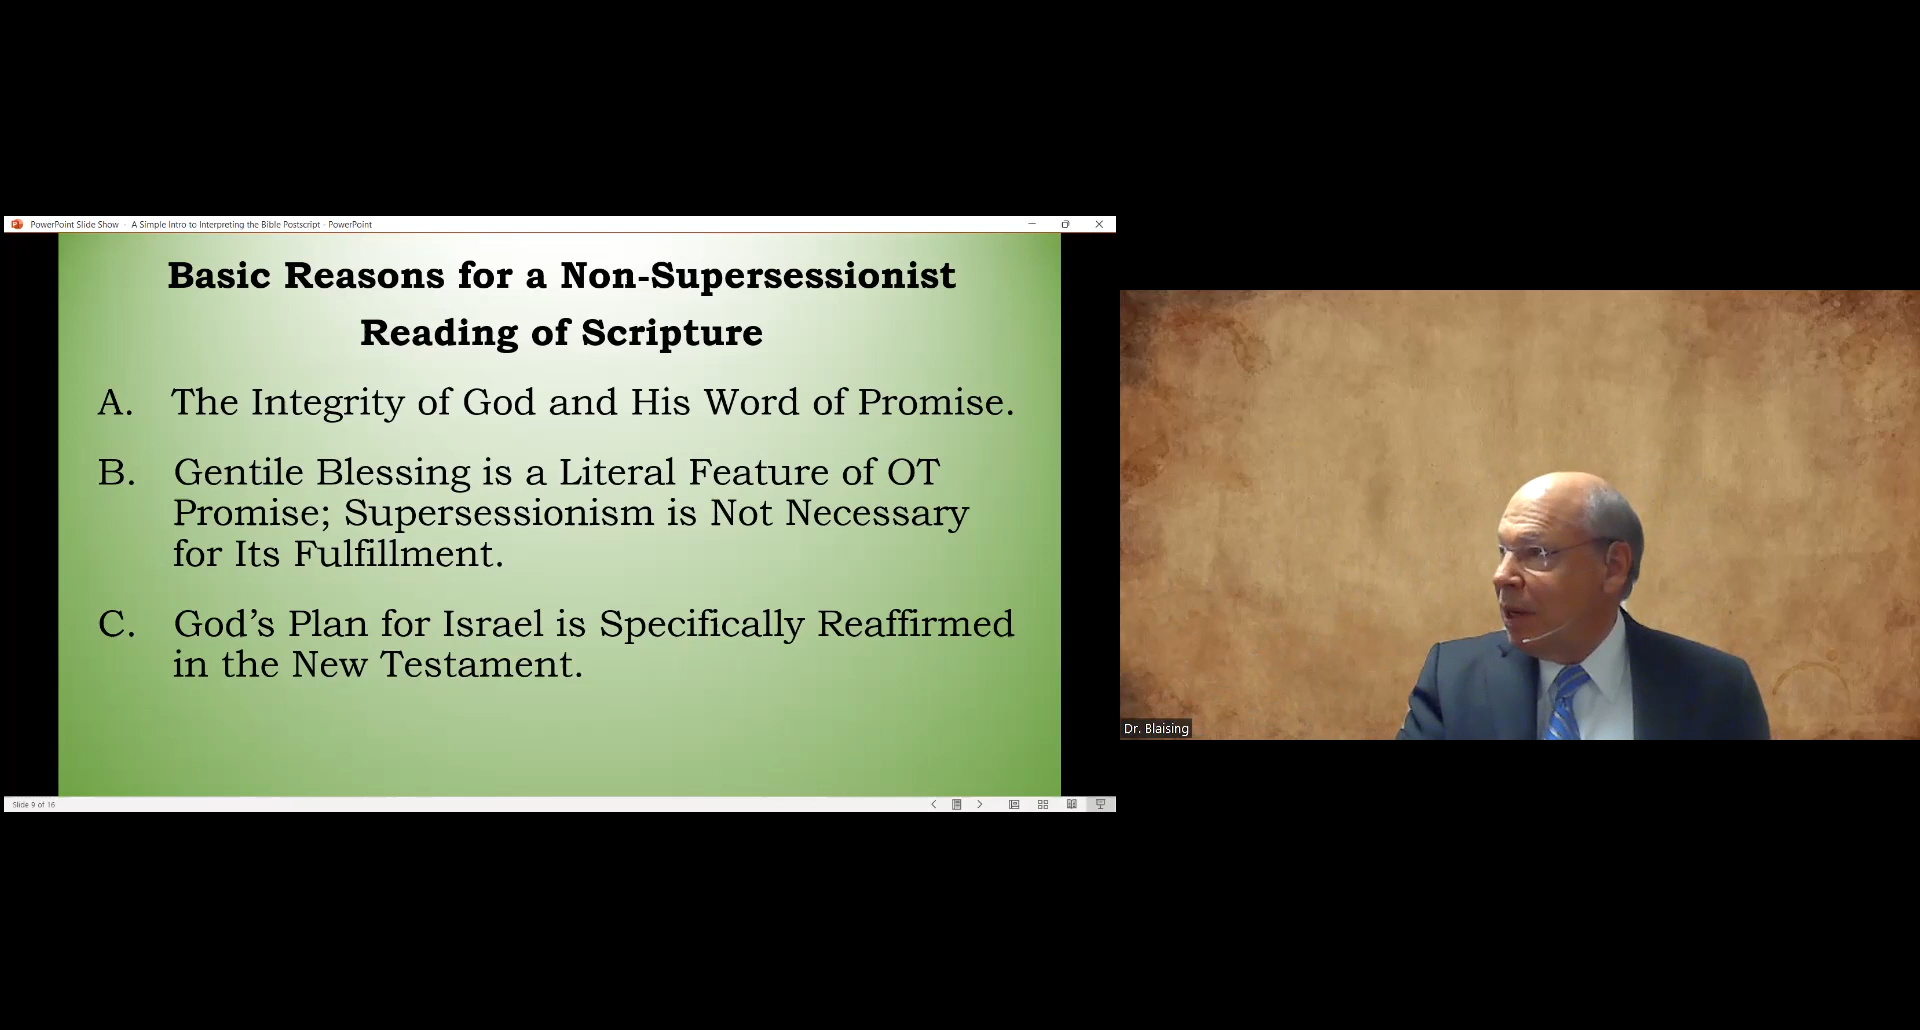 PowerPoint Slide Show - A Simple Intro to Interpreting the Bible Postscript - PowerPoint
Basic Reasons for a Non-Supersessionist
Reading of Scripture
A. The Integrity of God and His Word of Promise.
B. Gentile Blessing is a Literal Feature of OT
Promise; Supersessionism is Not Necessary
for Its Fulfillment.
C. God’s Plan for Israel is Specifically Reaffirmed
in the New Testament.
Slide 9 of 16
Dr. Blaising